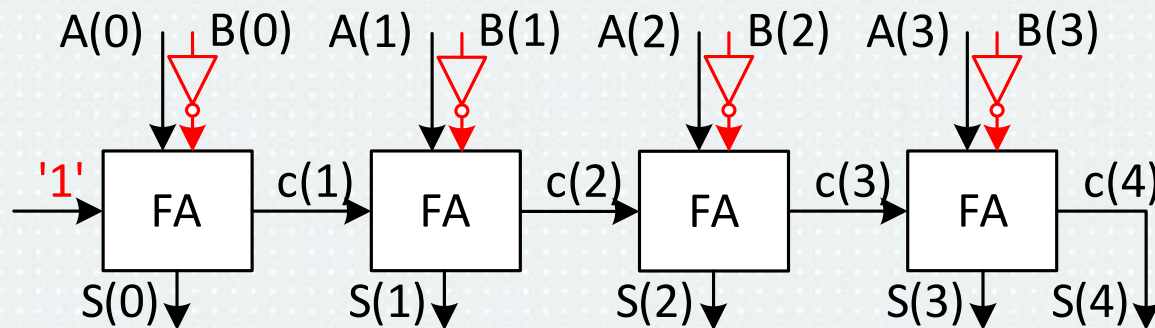 A(0) B(0) A(1) B(1) A(2) B(2) A(3) B(3)
'1' FA c(1) FA c(2) FA c(3) FA c(4)
S(0) S(1) S(2) S(3) S(4)